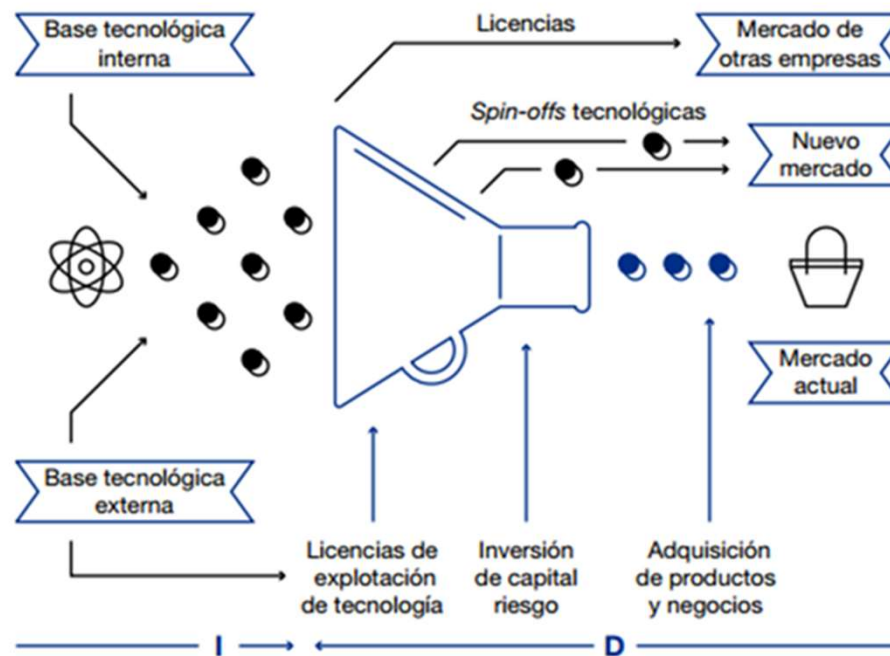 Base tecnológica
interna
Licencias
Mercado de
otras empresas
Spin-offs tecnológicas
Nuevo
mercado
Mercado
actual
Base tecnológica
externa
Licencias de
explotación
de tecnología
Inversión
de capital
riesgo
Adquisición
de productos
y negocios
I
D